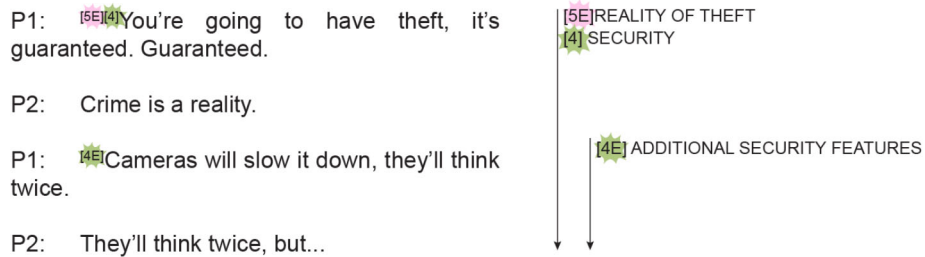 P1: [5E][4]You're going to have theft, it's
guaranteed. Guaranteed.
P2: Crime is a reality.
P1: [4E]Cameras will slow it down, they'll think
twice.
P2: They'll think twice, but...
[5E]REALITY OF THEFT
[4] SECURITY
[4E] ADDITIONAL SECURITY FEATURES